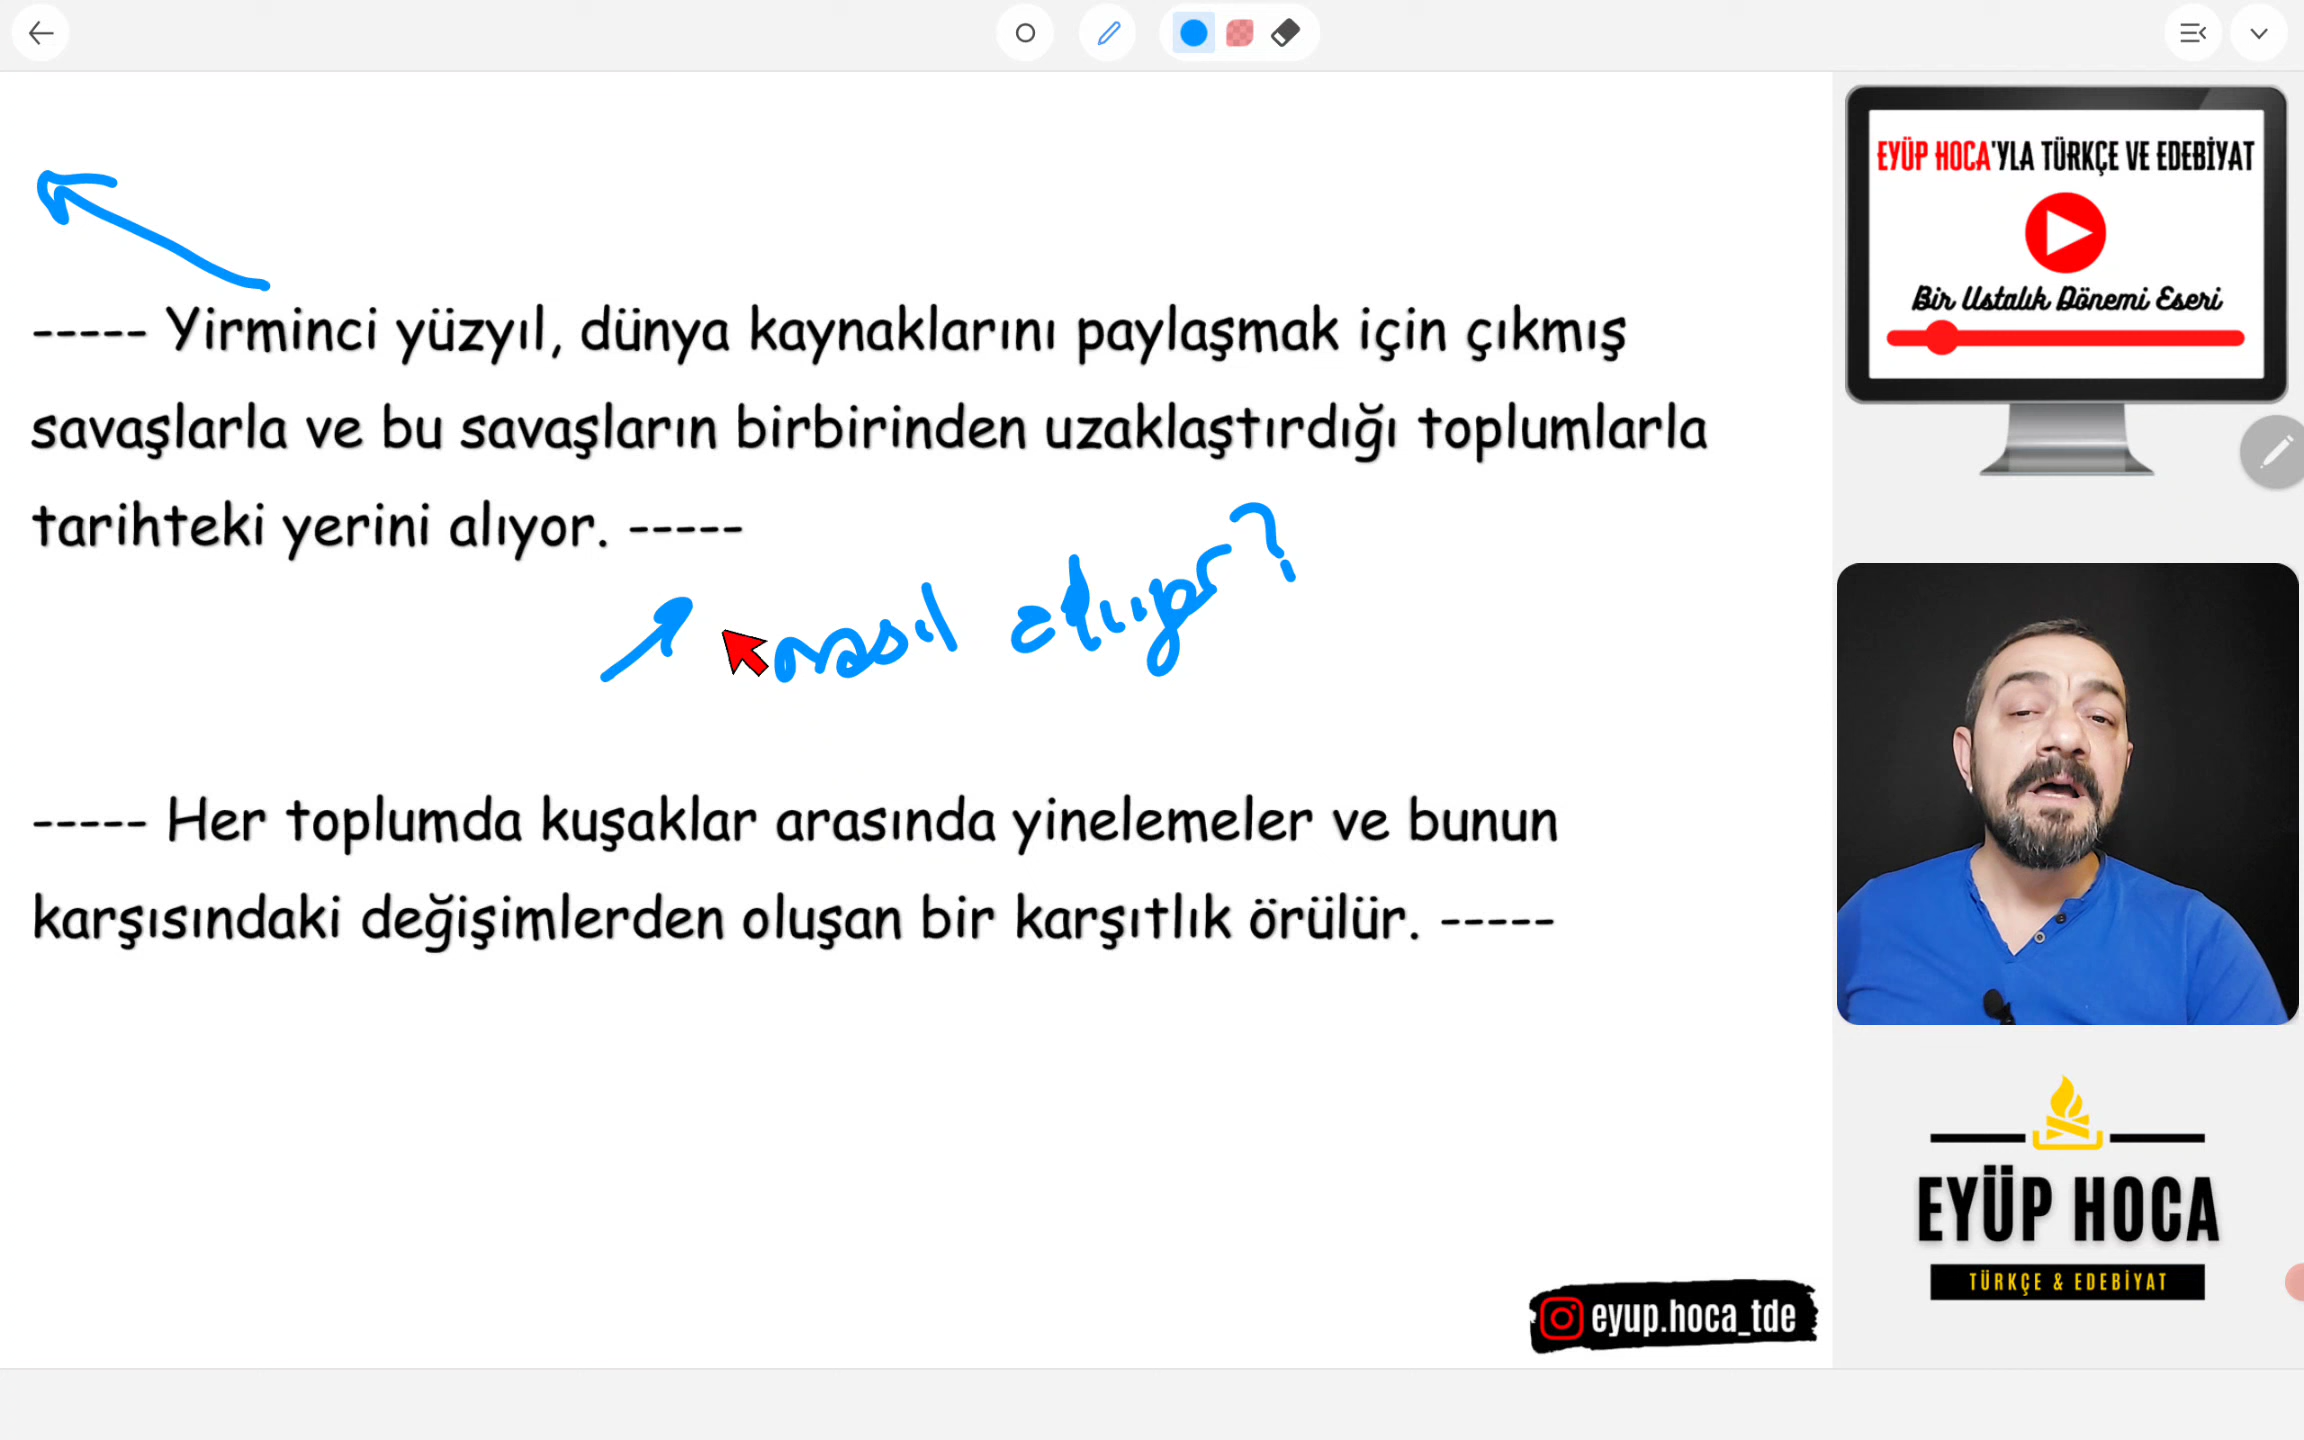 EYÜP HOCA'YLA TÜRKÇE VE EDEBİYAT
Bir Ustalık Dönemi Eseri
----- Yirminci yüzyıl, dünya kaynaklarını paylaşmak için çıkmış
savaşlarla ve bu savaşların birbirinden uzaklaştırdığı toplumlarla
tarihteki yerini alıyor. -----
nasıl alıyor?
----- Her toplumda kuşaklar arasında yinelemeler ve bunun
karşısındaki değişimlerden oluşan bir karşıtlık örülür. -----
EYÜP HOCA
TÜRKÇE & EDEBİYAT
eyup.hoca_tde